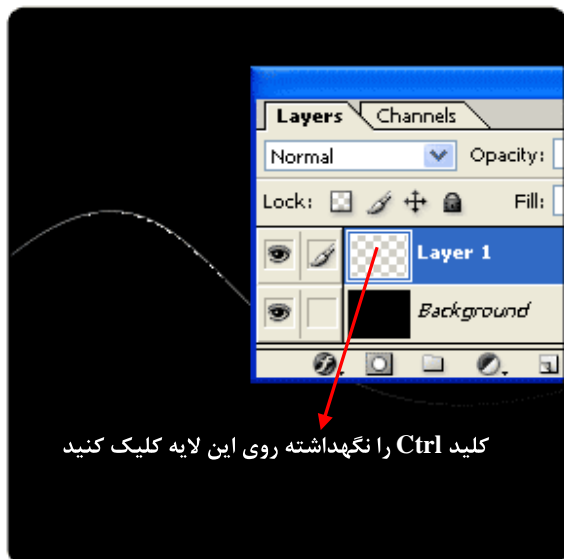 Layers Channels
Normal Opacity:
Lock: Fill:
Layer 1
Background
کلید Ctrl را نگهداشته روی این لایه کلیک کنید